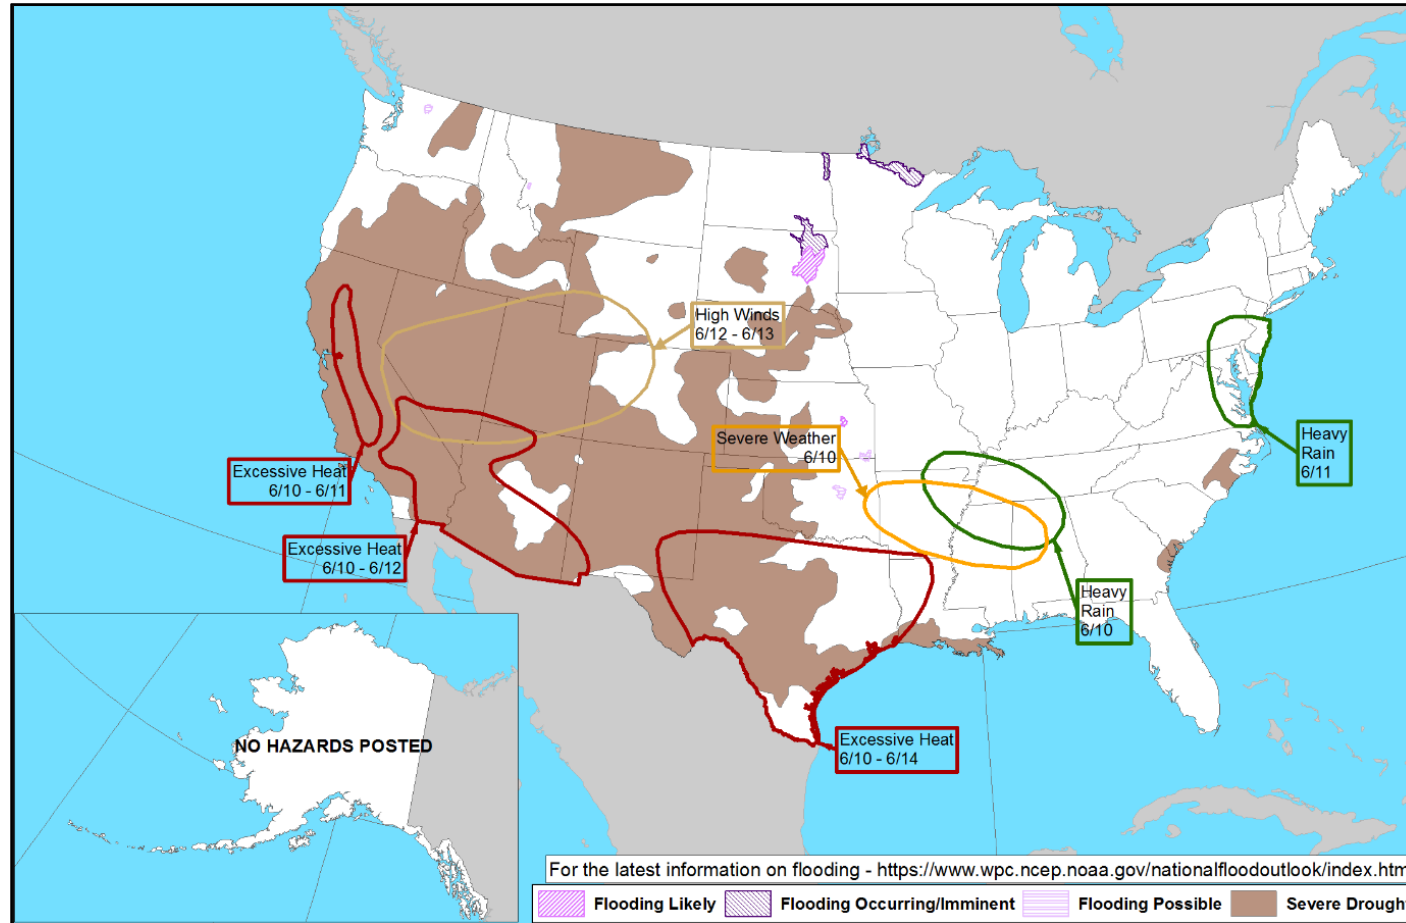 High Winds
6/12 - 6/13
Severe Weather
6/10
Heavy
Rain
6/11
Excessive Heat
6/10 - 6/11
Excessive Heat
6/10 - 6/12
Heavy
Rain
6/10
Excessive Heat
6/10 - 6/14
NO HAZARDS POSTED
For the latest information on flooding - https://www.wpc.ncep.noaa.gov/nationalfloodoutlook/index.htm
Flooding Likely
Flooding Occurring/Imminent
Flooding Possible
Severe Drough